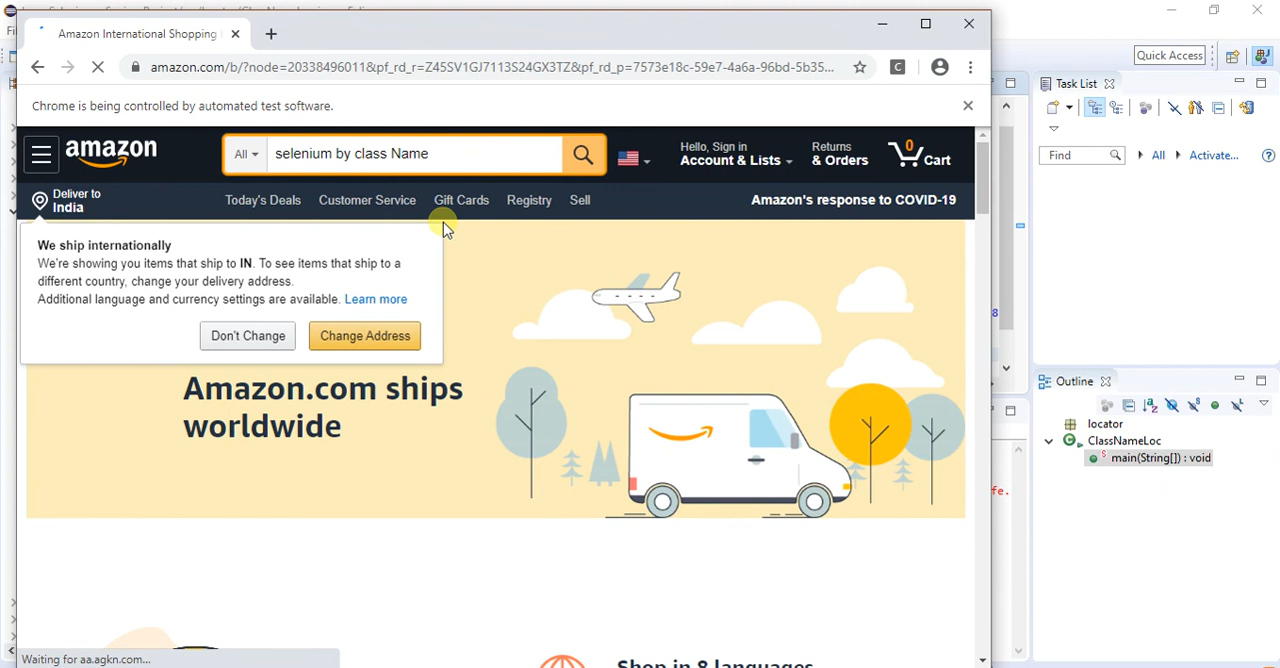 Amazon International Shopping
amazon.com/b/?node=20338496011&pf_rd_r=Z45SV1GJ7113S24GX3TZ&pf_rd_p=7573e18c-59e7-4a6a-96bd-5b35...
Chrome is being controlled by automated test software.
amazon
All
selenium by class Name
Hello, Sign in
Account & Lists
Returns
& Orders
0
Cart
Deliver to
India
Today's Deals
Customer Service
Gift Cards
Registry
Sell
Amazon's response to COVID-19
We ship internationally
We're showing you items that ship to IN. To see items that ship to a
different country, change your delivery address.
Additional language and currency settings are available. Learn more
Don't Change
Change Address
Amazon.com ships
worldwide
Waiting for aa.agkn.com...
Shop in 8 languages
Quick Access
Task List
Find
All
Activate...
Outline
locator
ClassNameLoc
main(String[]) : void
8
fe.